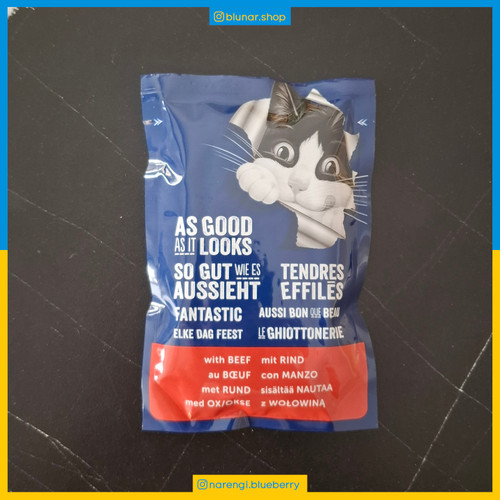 blunar.shop
AS GOOD
AS IT LOOKS
SO GUT WIE ES
AUSSIEHT
TENDRES
EFFILÉS
FANTASTIC
AUSSI BON QUE BEAU
ELKE DAG FEEST
LE GHIOTTONERIE
with BEEF
au BŒUF
met RUND
med OX/OKSE
mit RIND
con MANZO
sisältää NAUTAA
z WOŁOWINĄ
narengi.blueberry